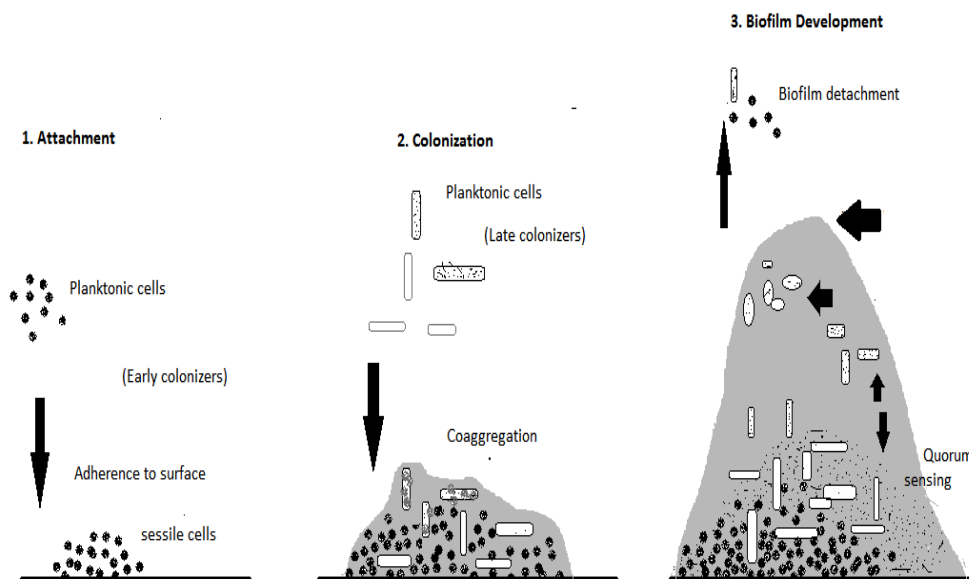 1. Attachment
Planktonic cells
(Early colonizers)
Adherence to surface
sessile cells
2. Colonization
Planktonic cells
(Late colonizers)
Coaggregation
3. Biofilm Development
Biofilm detachment
Quorum
sensing